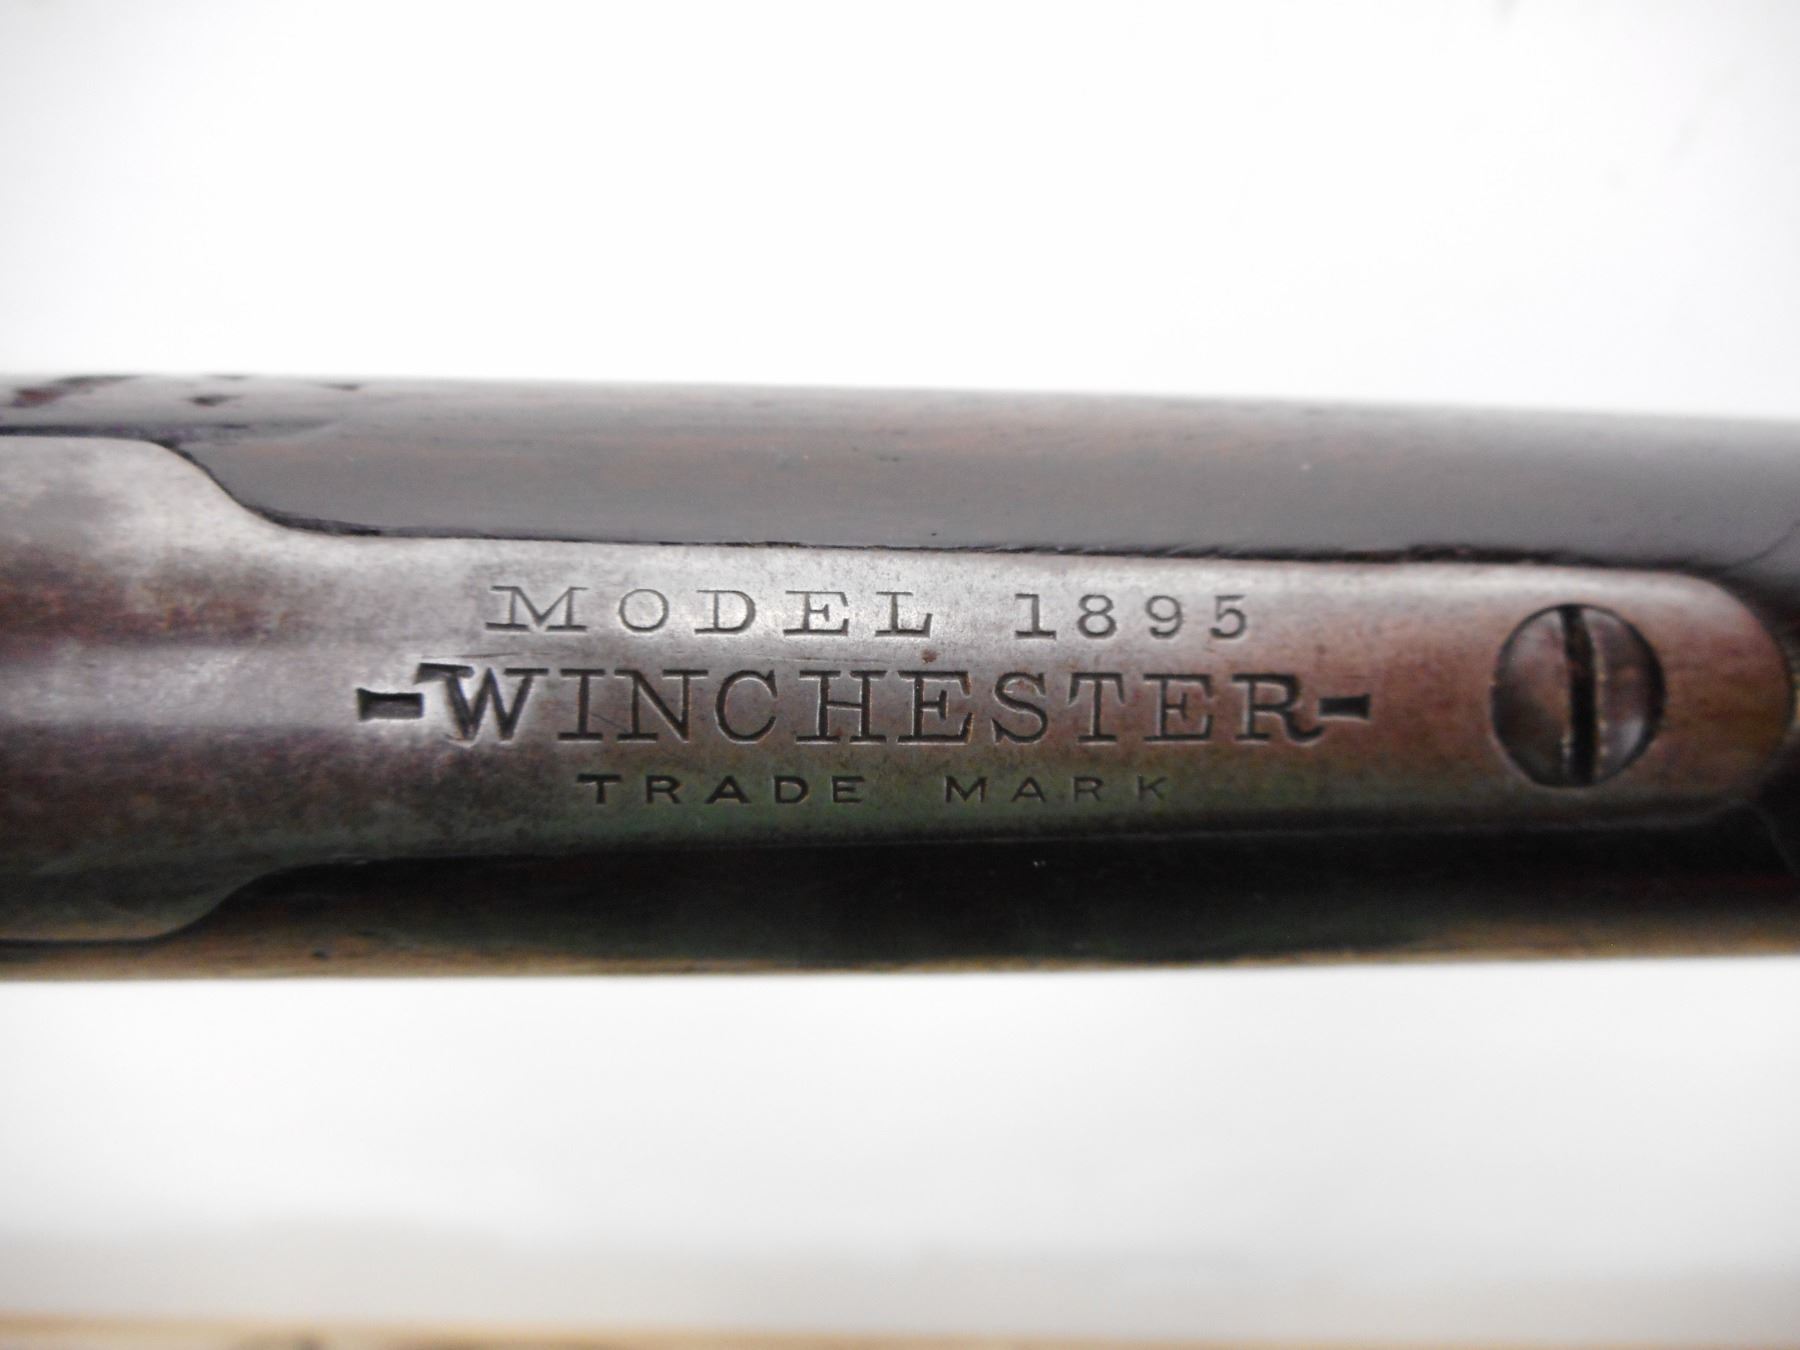 MODEL 1895
-WINCHESTER-
TRADE MARK